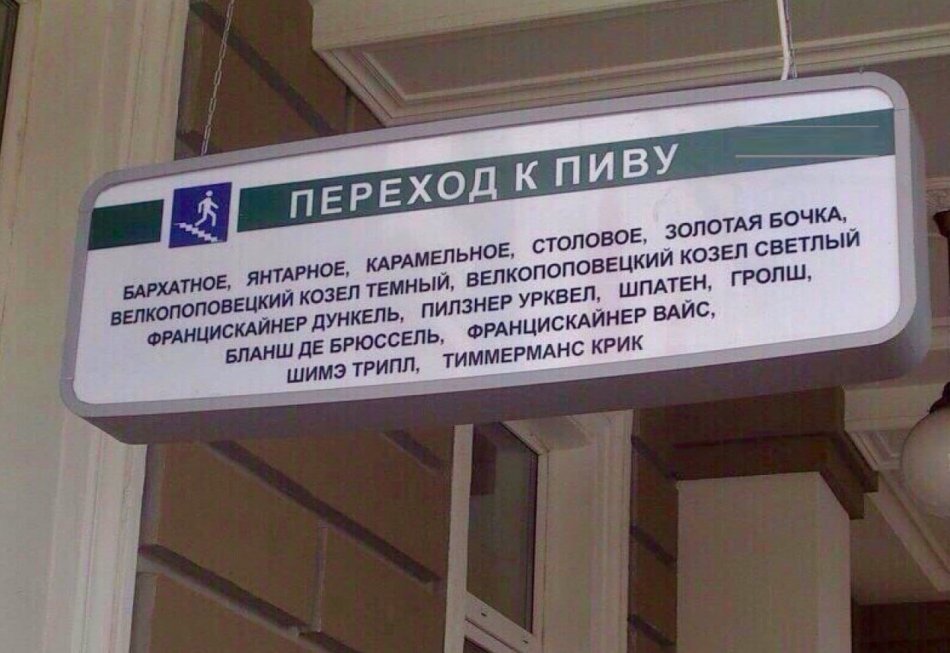 ПЕРЕХОД К ПИВУ
БАРХАТНОЕ, ЯНТАРНОЕ, КАРАМЕЛЬНОЕ, СТОЛОВОЕ, ЗОЛОТАЯ БОЧКА,
ВЕЛКОПОПОВЕЦКИЙ КОЗЕЛ ТЕМНЫЙ, ВЕЛКОПОПОВЕЦКИЙ КОЗЕЛ СВЕТЛЫЙ
ФРАНЦИСКАЙНЕР ДУНКЕЛЬ, ПИЛЗНЕР УРКВЕЛ, ШПАТЕН, ГРОЛШ,
БЛАНШ ДЕ БРЮССЕЛЬ, ФРАНЦИСКАЙНЕР ВАЙС,
ШИМЭ ТРИПЛ, ТИММЕРМАНС КРИК